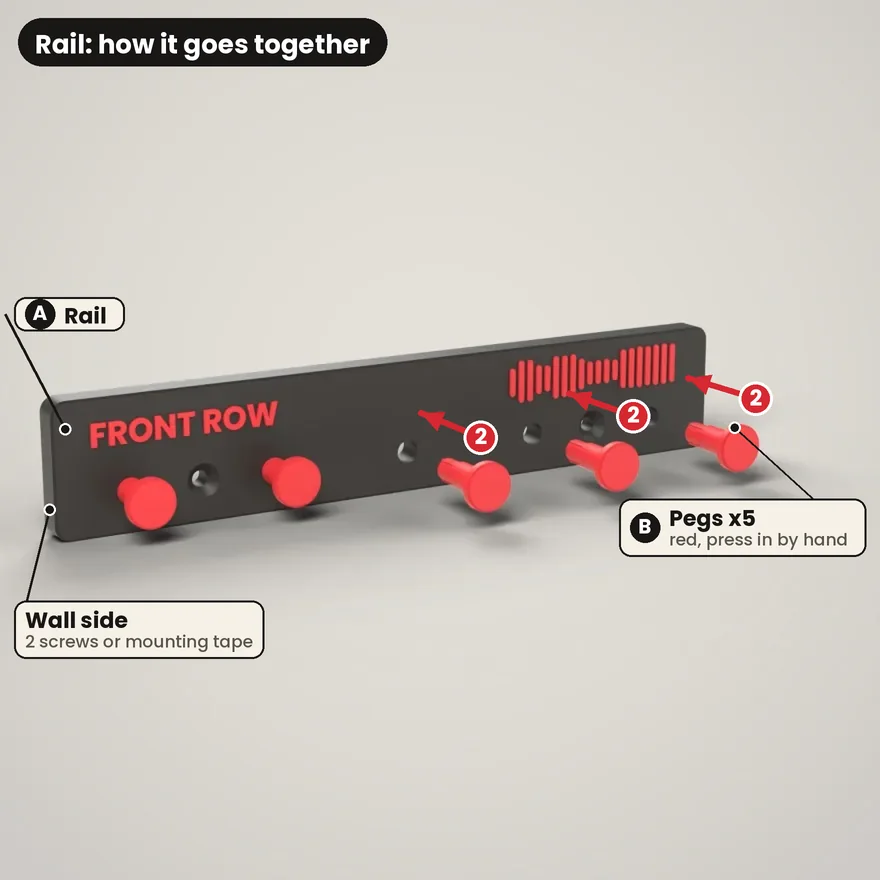 Rail: how it goes together
A Rail
FRONT ROW
2
2
2
B Pegs x5
red, press in by hand
Wall side
2 screws or mounting tape